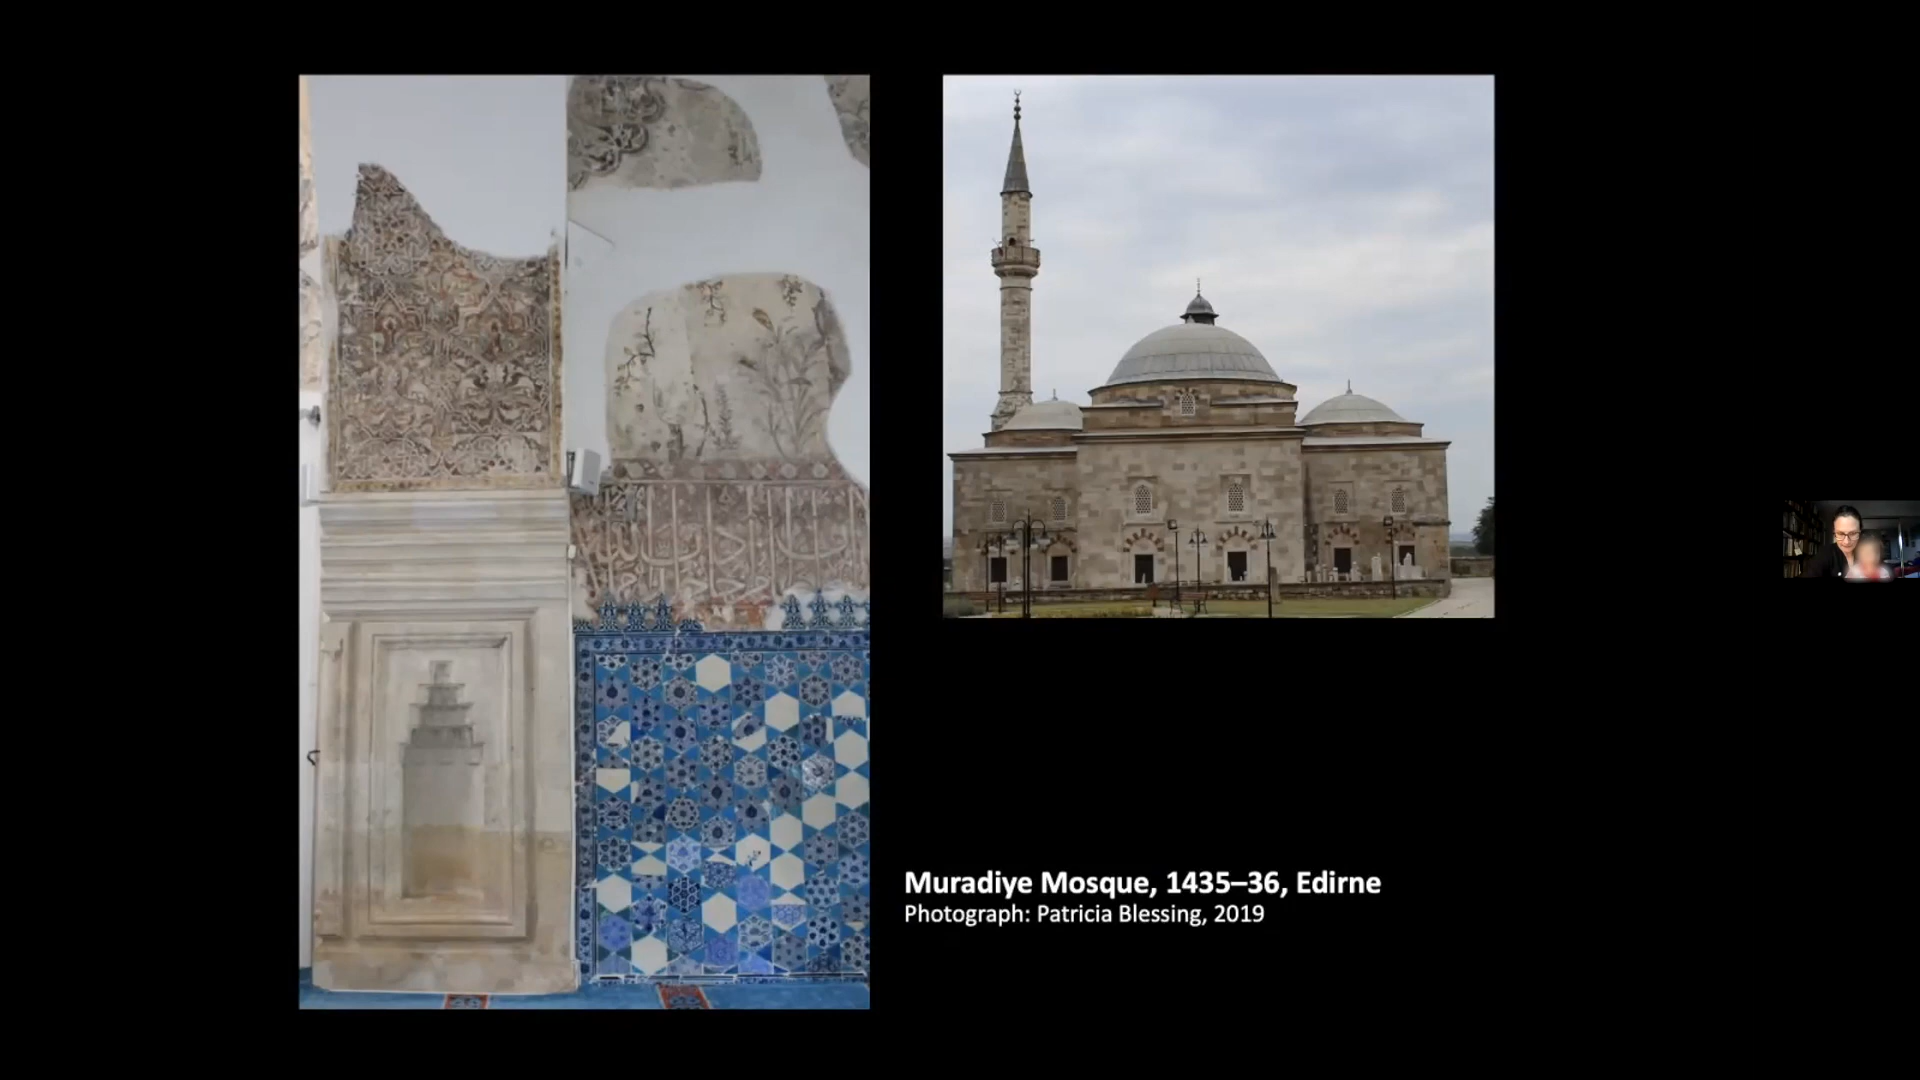 Muradiye Mosque, 1435–36, Edirne
Photograph: Patricia Blessing, 2019